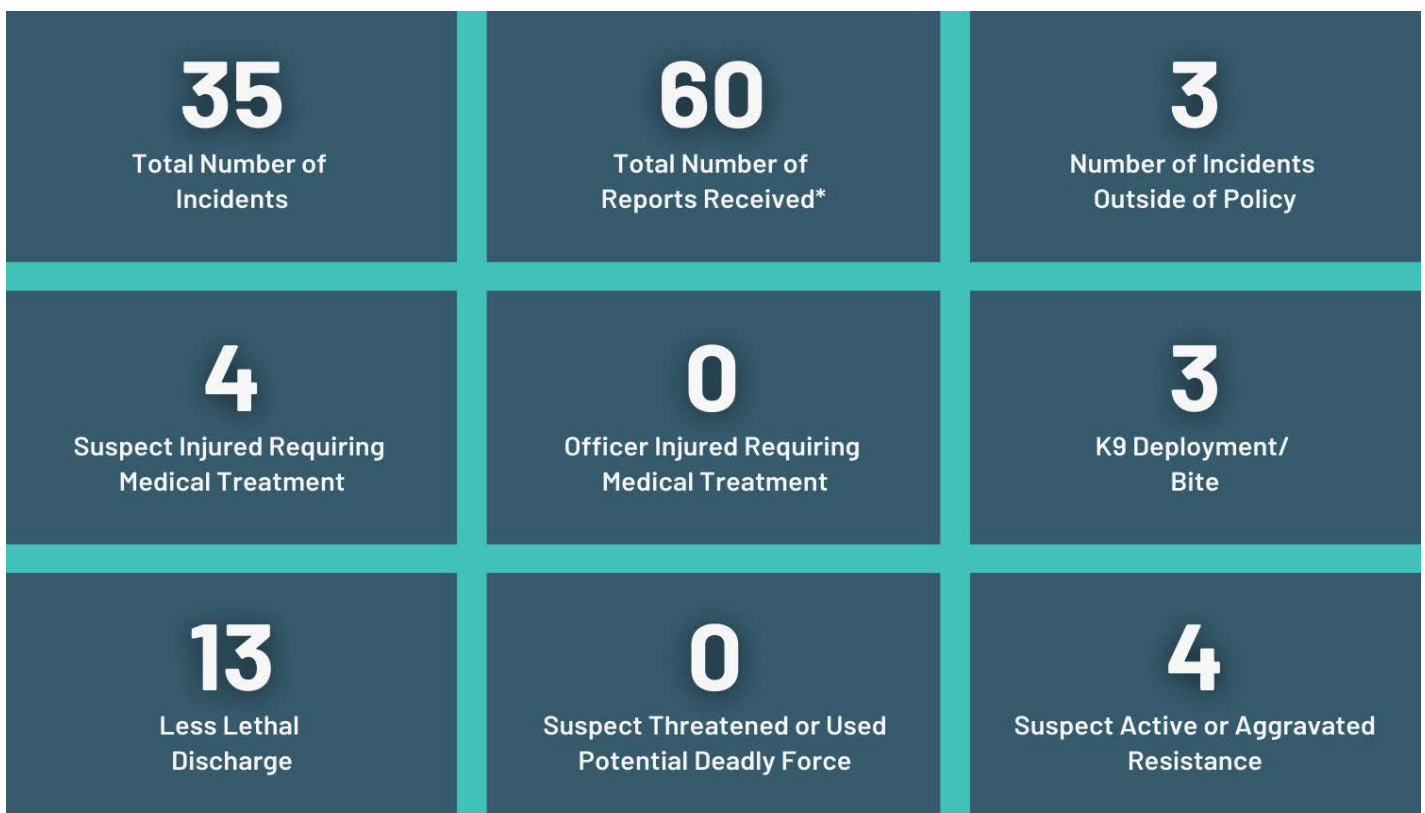 35
Total Number of
Incidents
60
Total Number of
Reports Received*
3
Number of Incidents
Outside of Policy
4
Suspect Injured Requiring
Medical Treatment
0
Officer Injured Requiring
Medical Treatment
3
K9 Deployment/
Bite
13
Less Lethal
Discharge
0
Suspect Threatened or Used
Potential Deadly Force
4
Suspect Active or Aggravated
Resistance